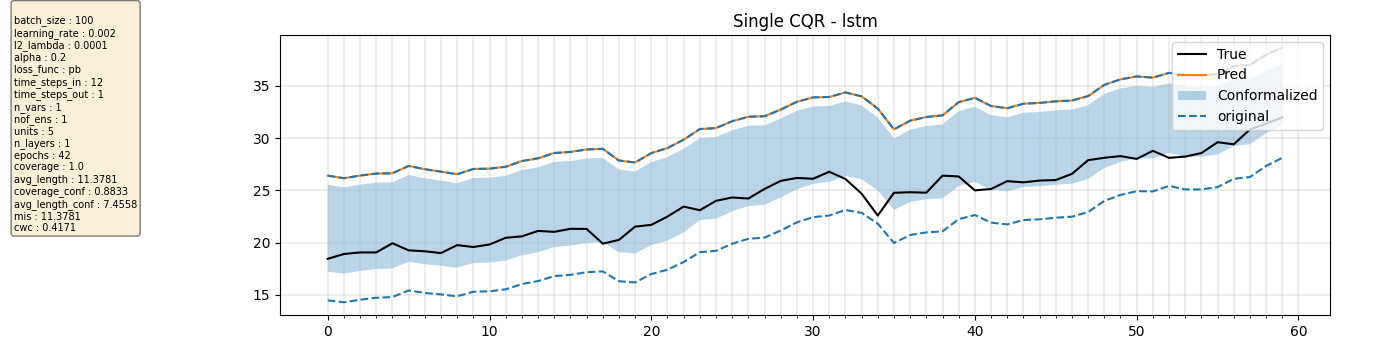 Single CQR - lstm
batch_size : 100
learning_rate : 0.002
l2_lambda : 0.0001
alpha : 0.2
loss_func : pb
time_steps_in : 12
time_steps_out : 1
n_vars : 1
nof_ens : 1
units : 5
n_layers : 1
epochs : 42
coverage : 1.0
avg_length : 11.3781
coverage_conf : 0.8833
avg_length_conf : 7.4558
mis : 11.3781
cwc : 0.4171
35
30
25
20
15
True
Pred
Conformalized
original
0 10 20 30 40 50 60